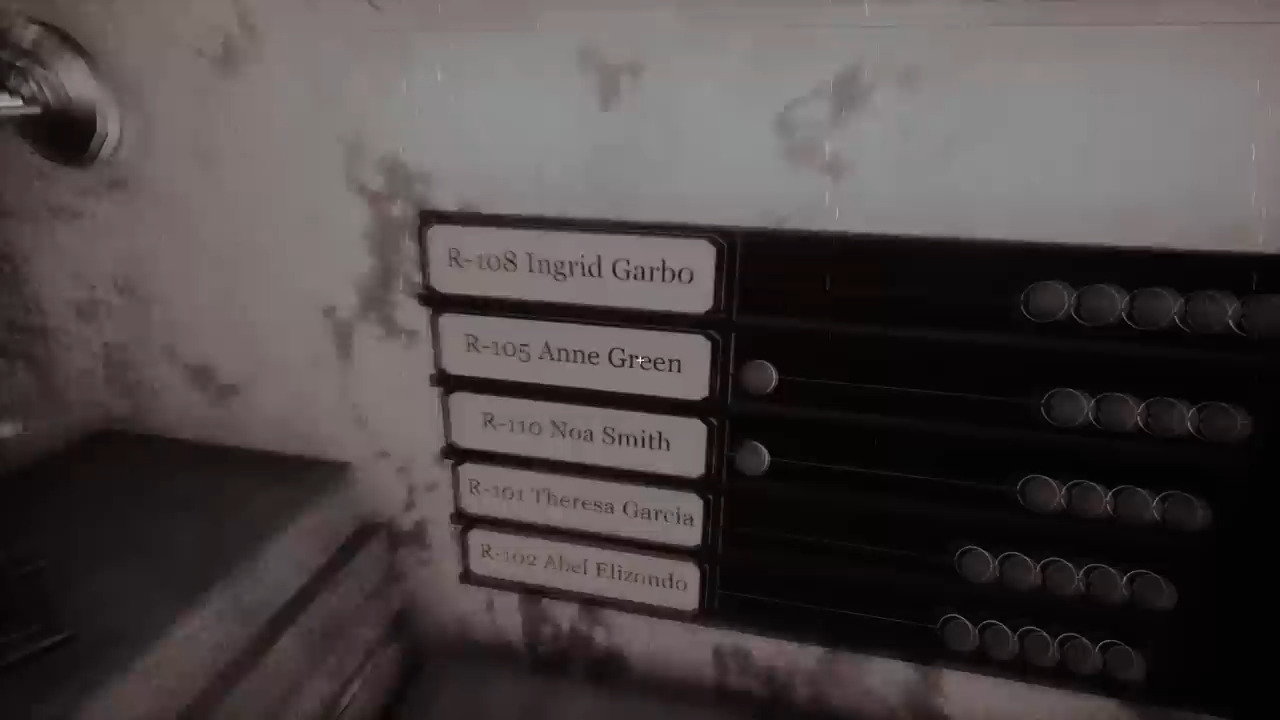 R-108 Ingrid Garbo
R-105 Anne Green
R-110 Noa Smith
R-101 Theresa Garcia
R-102 Abel Elizondo